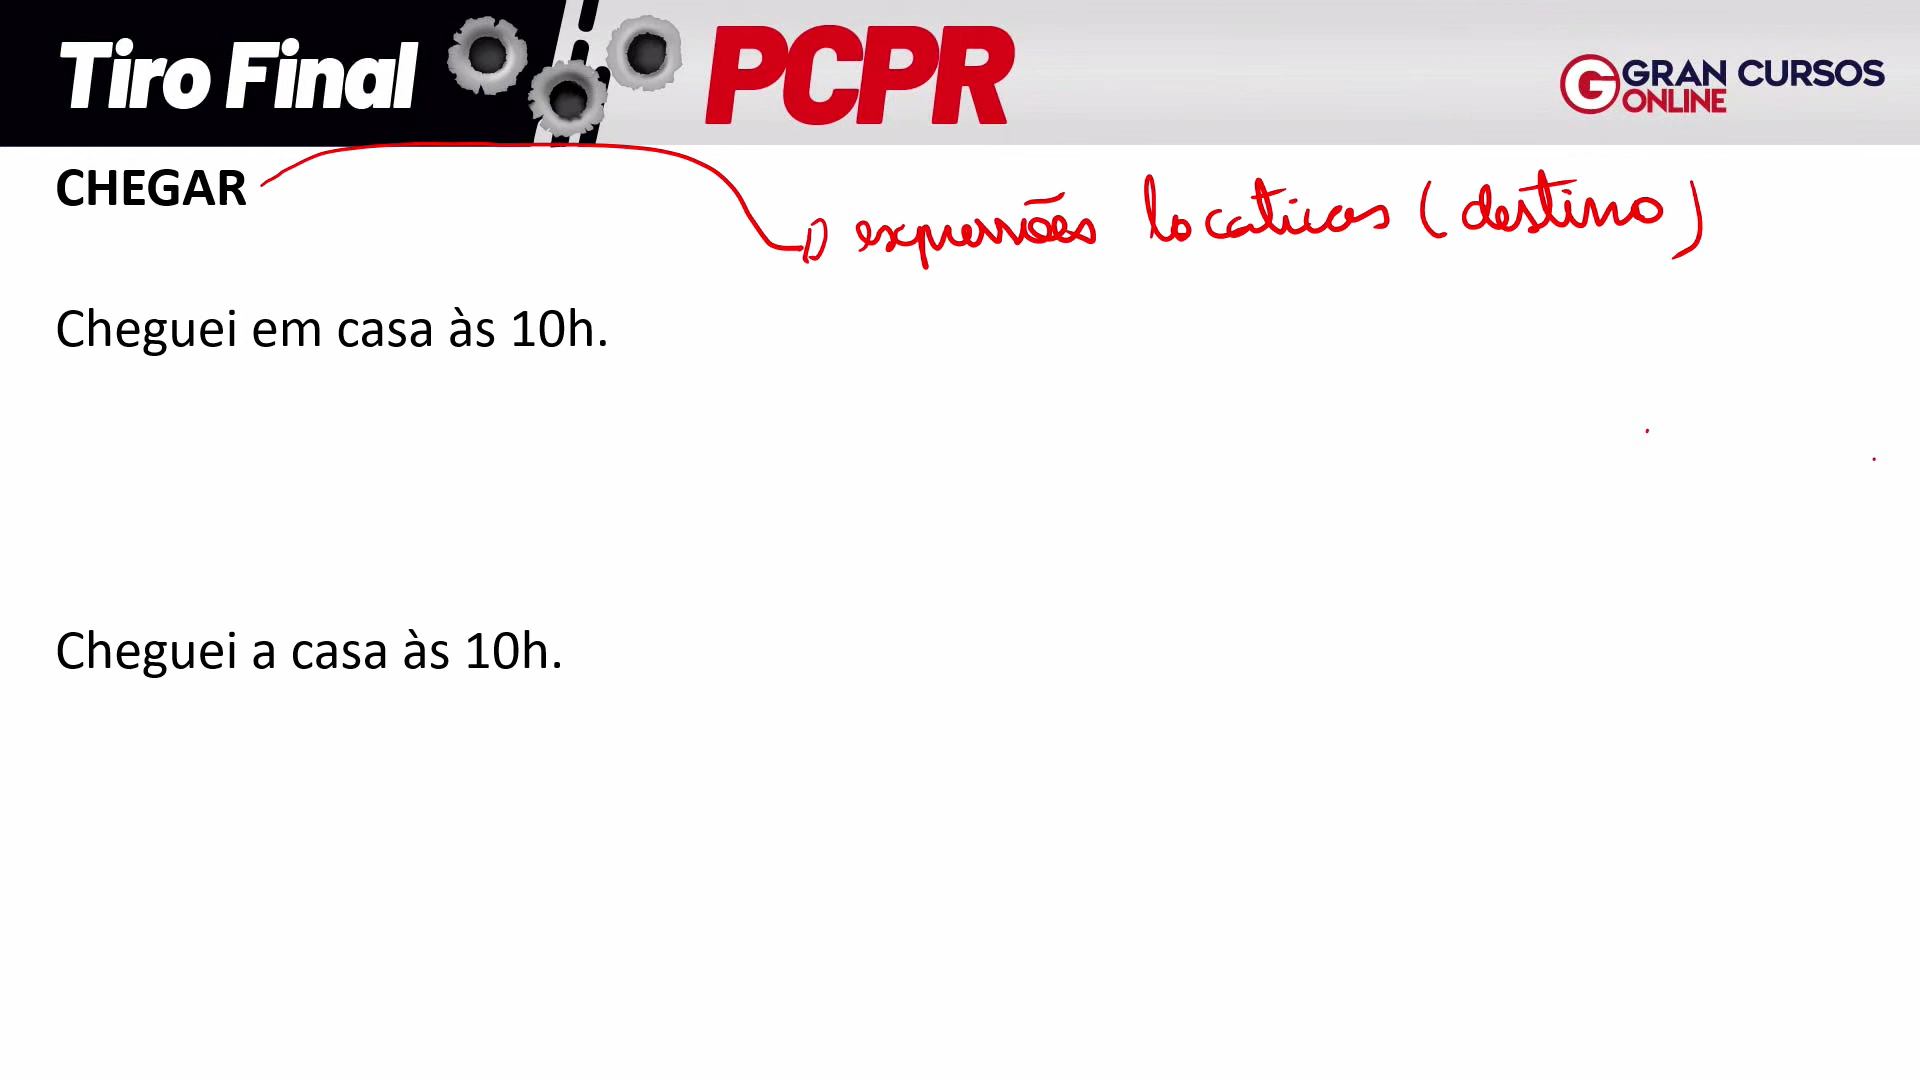 Tiro Final PCPR
GRAN CURSOS
ONLINE
CHEGAR
expressões locativas (destino)
Cheguei em casa às 10h.
Cheguei a casa às 10h.